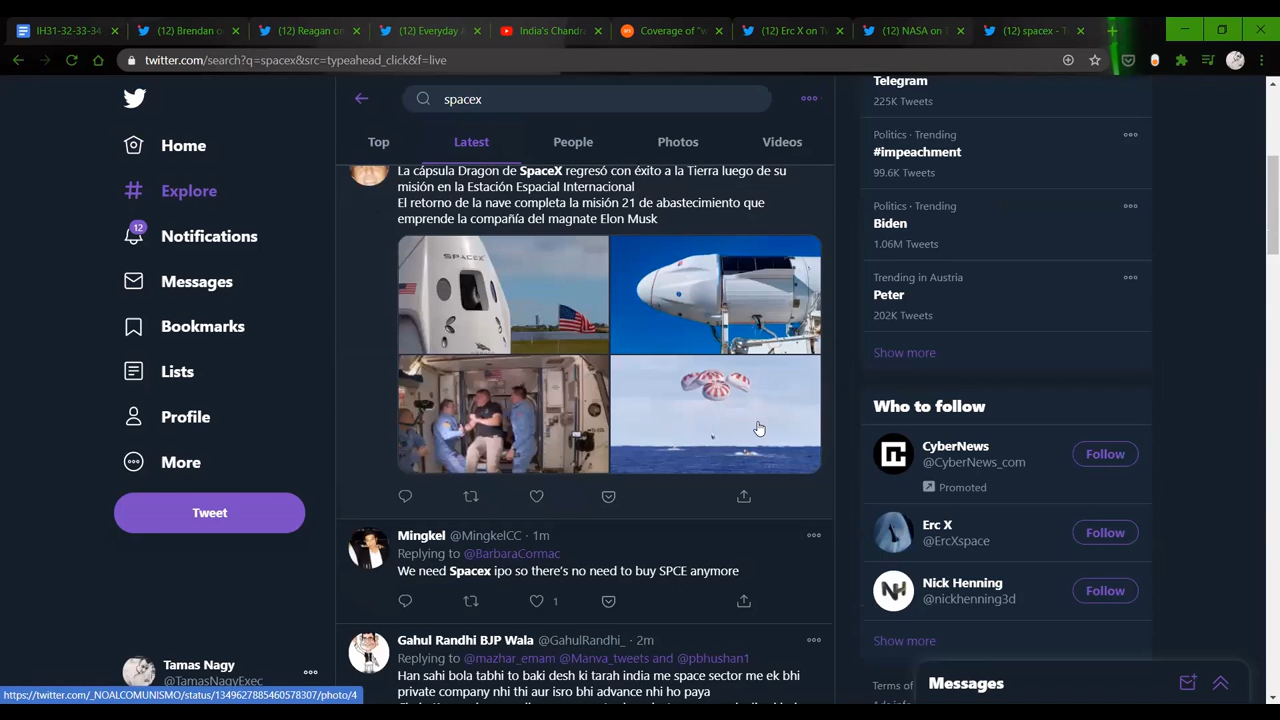 IH31-32-33-34
(12) Brendan o
(12) Reagan on
(12) Everyday A
India's Chandra
Coverage of "w
(12) Erc X on Tw
(12) NASA on T
(12) spacex - T
twitter.com/search?q=spacex&src=typeahead_click&f=live
spacex
Top
Latest
People
Photos
Videos
Home
Explore
12
Notifications
Messages
Bookmarks
Lists
Profile
More
Tweet
Tamas Nagy
@TamasNagyExec
https://twitter.com/_NOALCOMUNISMO/status/1349627885460578307/photo/4
La cápsula Dragon de SpaceX regresó con éxito a la Tierra luego de su
misión en la Estación Espacial Internacional
El retorno de la nave completa la misión 21 de abastecimiento que
emprende la compañía del magnate Elon Musk
SPACEX
Mingkel @MingkelCC · 1m
Replying to @BarbaraCormac
We need Spacex ipo so there's no need to buy SPCE anymore
1
Gahul Randhi BJP Wala @GahulRandhi_ · 2m
Replying to @mazhar_emam @Manva_tweets and @pbhushan1
Han sahi bola tabhi to baki desh ki tarah india me space sector me ek bhi
private company nhi thi aur isro bhi advance nhi ho paya
Telegram
225K Tweets
Politics · Trending
#impeachment
99.6K Tweets
Politics · Trending
Biden
1.06M Tweets
Trending in Austria
Peter
202K Tweets
Show more
Who to follow
CyberNews
@CyberNews_com
Follow
Promoted
Erc X
@ErcXspace
Follow
Nick Henning
@nickhenning3d
Follow
Show more
Terms of
Messages